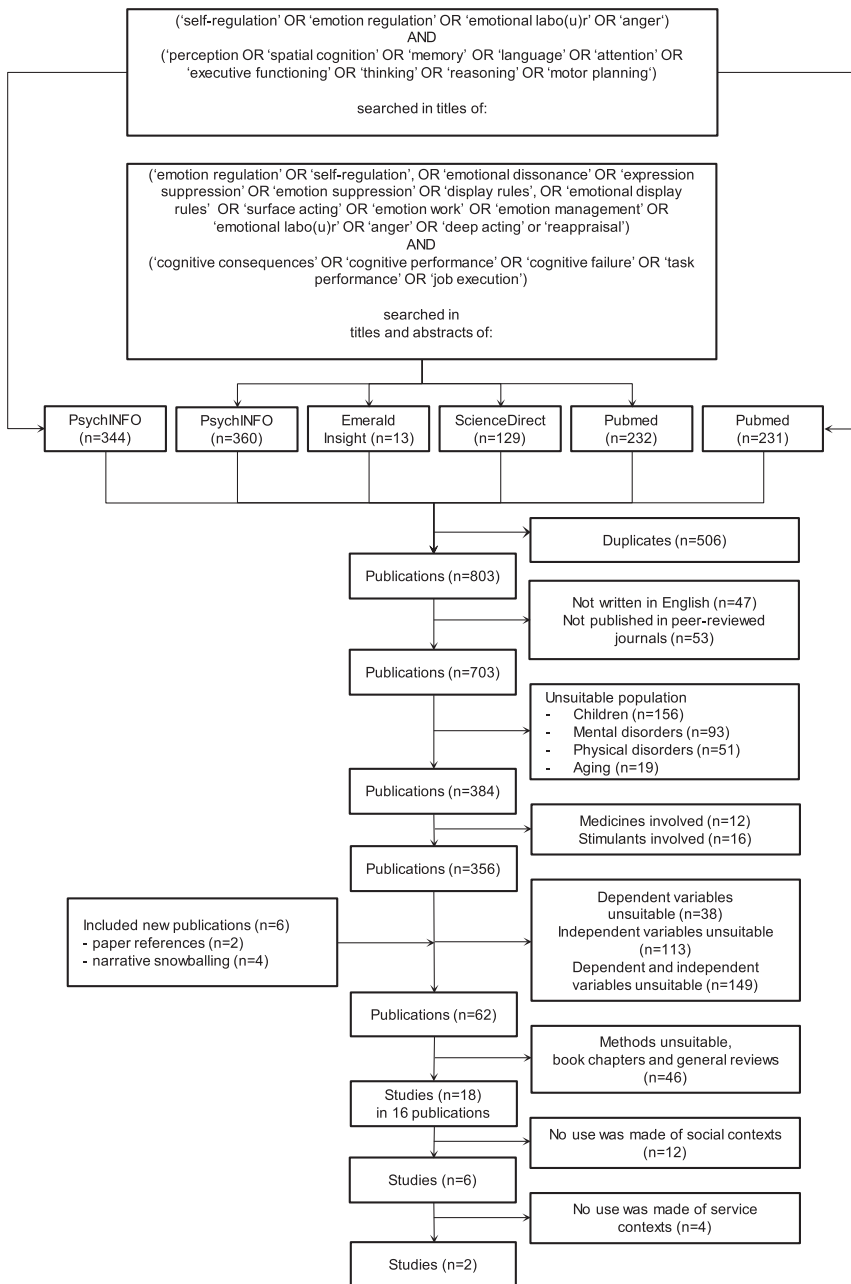 ('self-regulation' OR 'emotion regulation' OR 'emotional labo(u)r' OR 'anger')
AND
('perception OR 'spatial cognition' OR 'memory' OR 'language' OR 'attention' OR
'executive functioning' OR 'thinking' OR 'reasoning' OR 'motor planning')
searched in titles of:
('emotion regulation' OR 'self-regulation', OR 'emotional dissonance' OR 'expression
suppression' OR 'emotion suppression' OR 'display rules', OR 'emotional display
rules' OR 'surface acting' OR 'emotion work' OR 'emotion management' OR
'emotional labo(u)r' OR 'anger' OR 'deep acting' or 'reappraisal')
AND
('cognitive consequences' OR 'cognitive performance' OR 'cognitive failure' OR 'task
performance' OR 'job execution')
searched in
titles and abstracts of:
PsychINFO
(n=344)
PsychINFO
(n=360)
Emerald
Insight (n=13)
ScienceDirect
(n=129)
Pubmed
(n=232)
Pubmed
(n=231)
Duplicates (n=506)
Publications (n=803)
Not written in English (n=47)
Not published in peer-reviewed
journals (n=53)
Publications (n=703)
Unsuitable population
- Children (n=156)
- Mental disorders (n=93)
- Physical disorders (n=51)
- Aging (n=19)
Publications (n=384)
Medicines involved (n=12)
Stimulants involved (n=16)
Publications (n=356)
Included new publications (n=6)
- paper references (n=2)
- narrative snowballing (n=4)
Dependent variables
unsuitable (n=38)
Independent variables unsuitable
(n=113)
Dependent and independent
variables unsuitable (n=149)
Publications (n=62)
Methods unsuitable,
book chapters and general reviews
(n=46)
Studies (n=18)
in 16 publications
No use was made of social contexts
(n=12)
Studies (n=6)
No use was made of service
contexts (n=4)
Studies (n=2)